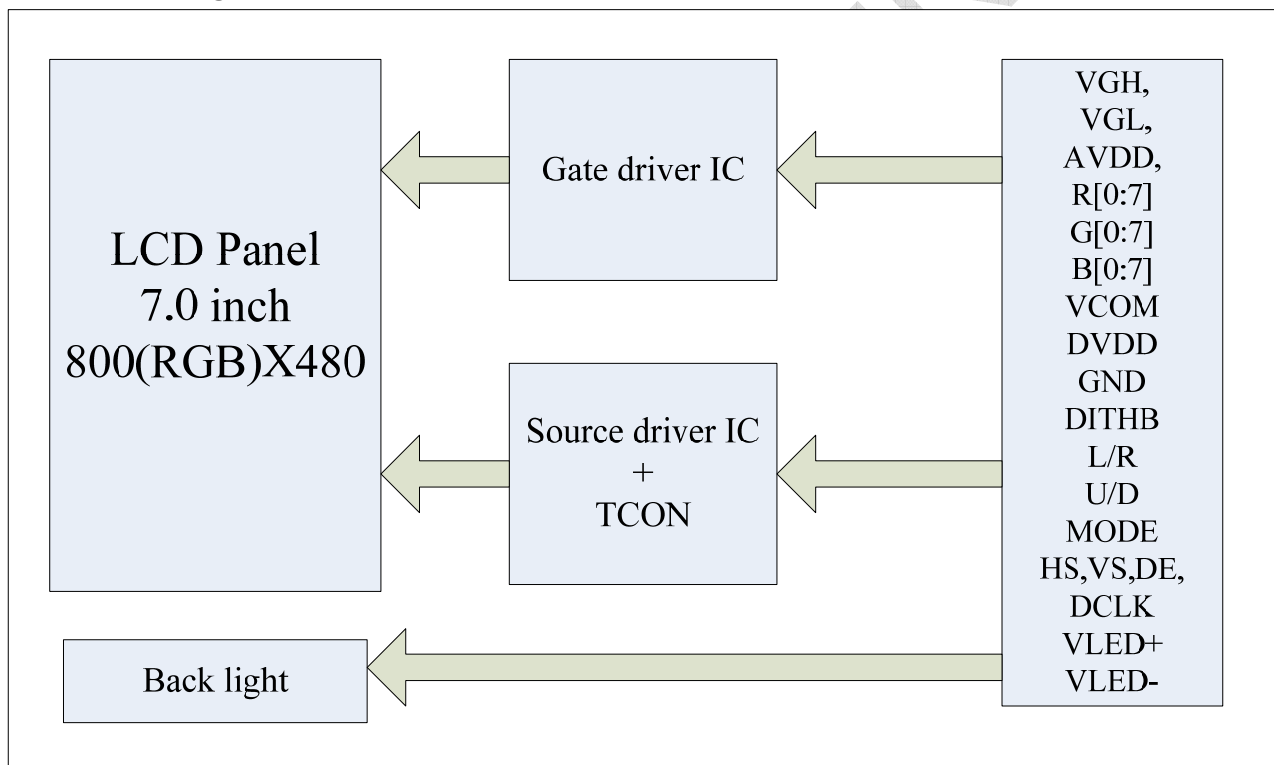 LCD Panel
7.0 inch
800(RGB)X480
Gate driver IC
Source driver IC
+
TCON
Back light
VGH,
VGL,
AVDD,
R[0:7]
G[0:7]
B[0:7]
VCOM
DVDD
GND
DITHB
L/R
U/D
MODE
HS,VS,DE,
DCLK
VLED+
VLED-